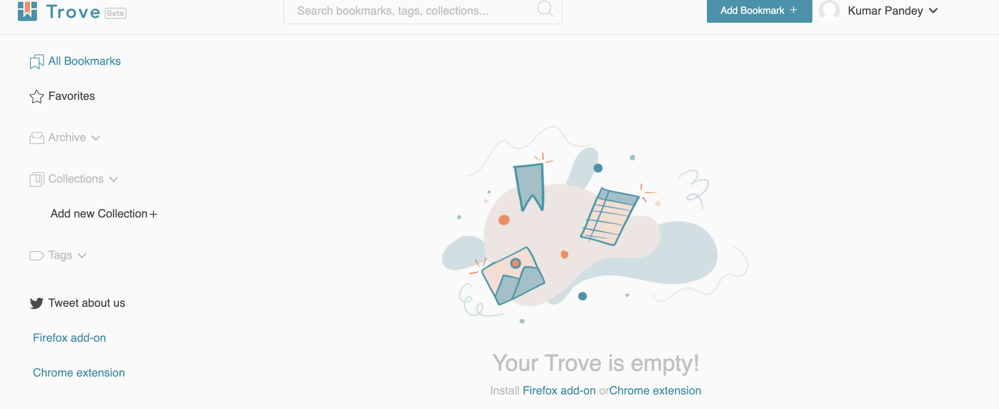 Trove Beta
Search bookmarks, tags, collections...
Add Bookmark +
Kumar Pandey
All Bookmarks
Favorites
Archive
Collections
Add new Collection+
Tags
Tweet about us
Firefox add-on
Chrome extension
Your Trove is empty!
Install Firefox add-on orChrome extension